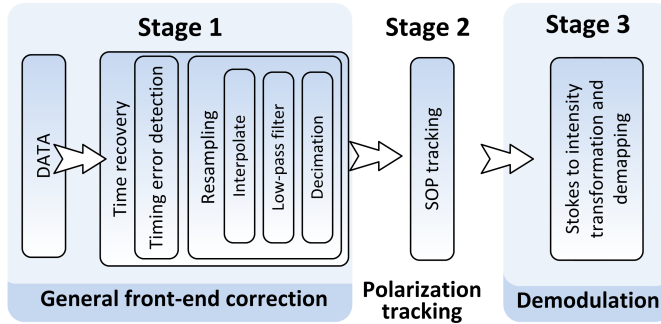 Stage 1
DATA
Time recovery
Timing error detection
Resampling
Interpolate
Low-pass filter
Decimation
General front-end correction
Stage 2
SOP tracking
Polarization
tracking
Stage 3
Stokes to intensity
transformation and
demapping
Demodulation